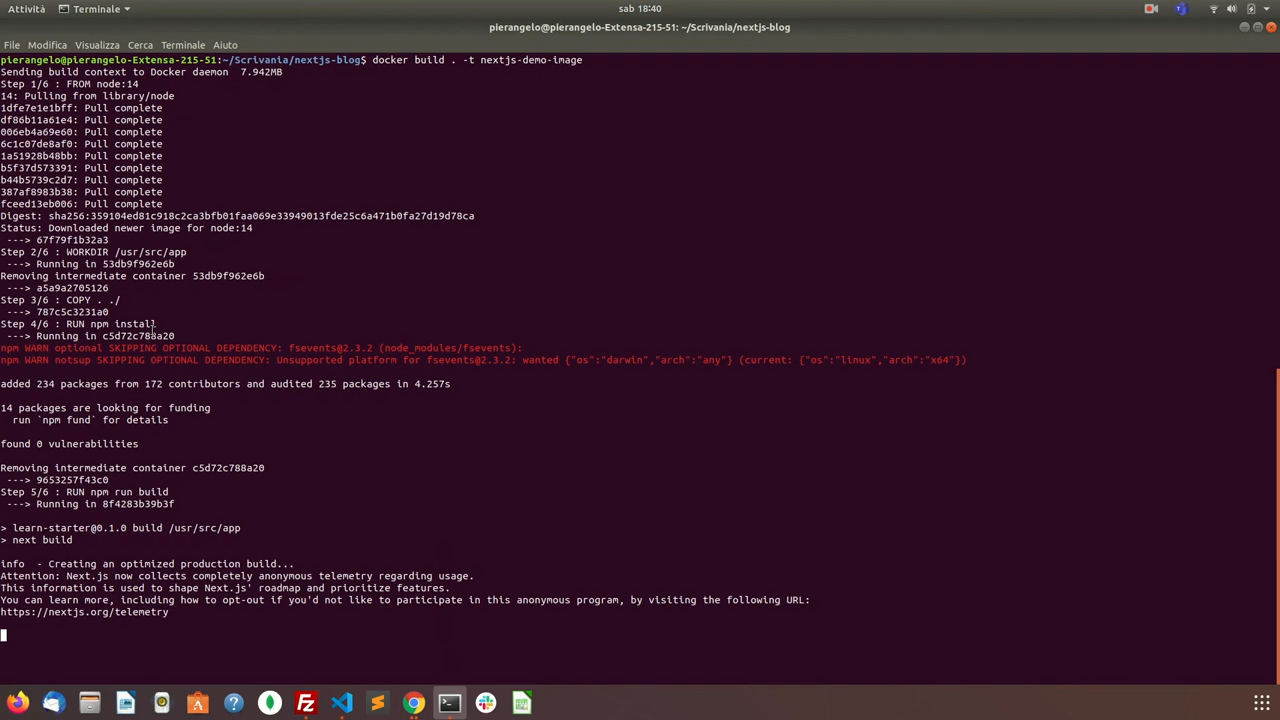 Attività
Terminale
sab 18:40
pierangelo@pierangelo-Extensa-215-51: ~/Scrivania/nextjs-blog
File Modifica Visualizza Cerca Terminale Aiuto
pierangelo@pierangelo-Extensa-215-51:~/Scrivania/nextjs-blog$ docker build . -t nextjs-demo-image
Sending build context to Docker daemon  7.942MB
Step 1/6 : FROM node:14
14: Pulling from library/node
1dfe7e1e1bff: Pull complete
df86b11a61e4: Pull complete
006eb4a69e60: Pull complete
6c1c07de8af0: Pull complete
1a51928b48bb: Pull complete
b5f37d573391: Pull complete
b44b5739c2d7: Pull complete
387af8983b38: Pull complete
fceed13eb006: Pull complete
Digest: sha256:359104ed81c918c2ca3bfb01faa069e33949013fde25c6a471b0fa27d19d78ca
Status: Downloaded newer image for node:14
 ---> 67f79f1b32a3
Step 2/6 : WORKDIR /usr/src/app
 ---> Running in 53db9f962e6b
Removing intermediate container 53db9f962e6b
 ---> a5a9a2705126
Step 3/6 : COPY . ./
 ---> 787c5c3231a0
Step 4/6 : RUN npm install
 ---> Running in c5d72c788a20
npm WARN optional SKIPPING OPTIONAL DEPENDENCY: fsevents@2.3.2 (node_modules/fsevents):
npm WARN notsup SKIPPING OPTIONAL DEPENDENCY: Unsupported platform for fsevents@2.3.2: wanted {"os":"darwin","arch":"any"} (current: {"os":"linux","arch":"x64"})
added 234 packages from 172 contributors and audited 235 packages in 4.257s
14 packages are looking for funding
  run `npm fund` for details
found 0 vulnerabilities
Removing intermediate container c5d72c788a20
 ---> 9653257f43c0
Step 5/6 : RUN npm run build
 ---> Running in 8f4283b39b3f
> learn-starter@0.1.0 build /usr/src/app
> next build
info  - Creating an optimized production build...
Attention: Next.js now collects completely anonymous telemetry regarding usage.
This information is used to shape Next.js' roadmap and prioritize features.
You can learn more, including how to opt-out if you'd not like to participate in this anonymous program, by visiting the following URL:
https://nextjs.org/telemetry